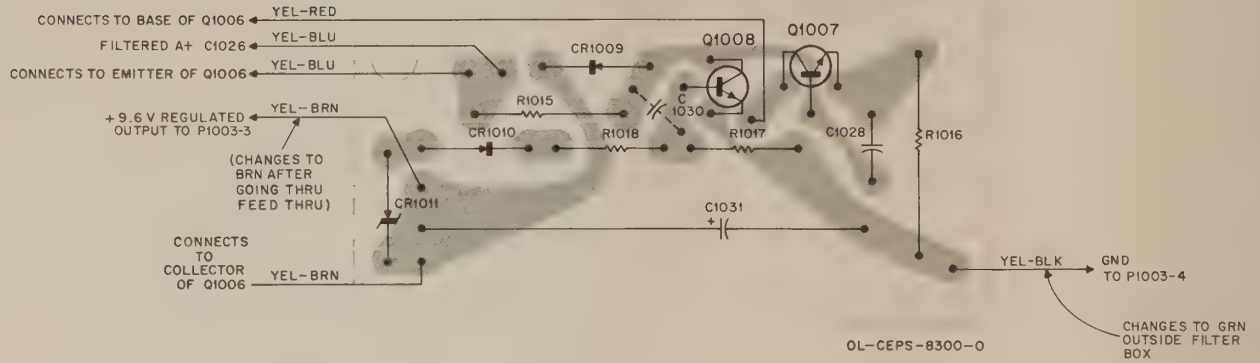 CONNECTS TO BASE OF Q1006
YEL-RED
FILTERED A+ C1026
YEL-BLU
CONNECTS TO EMITTER OF Q1006
YEL-BLU
+9.6 V REGULATED
OUTPUT TO P1003-3
YEL-BRN
(CHANGES TO
BRN AFTER
GOING THRU
FEED THRU)
CONNECTS
TO
COLLECTOR
OF Q1006
YEL-BRN
CR1009
Q1008
Q1007
R1015
C
1030
CR1010
R1018
R1017
C1028
R1016
CR1011
C1031
+
YEL-BLK
GND
TO P1003-4
CHANGES TO GRN
OUTSIDE FILTER
BOX
OL-CEPS-8300-O